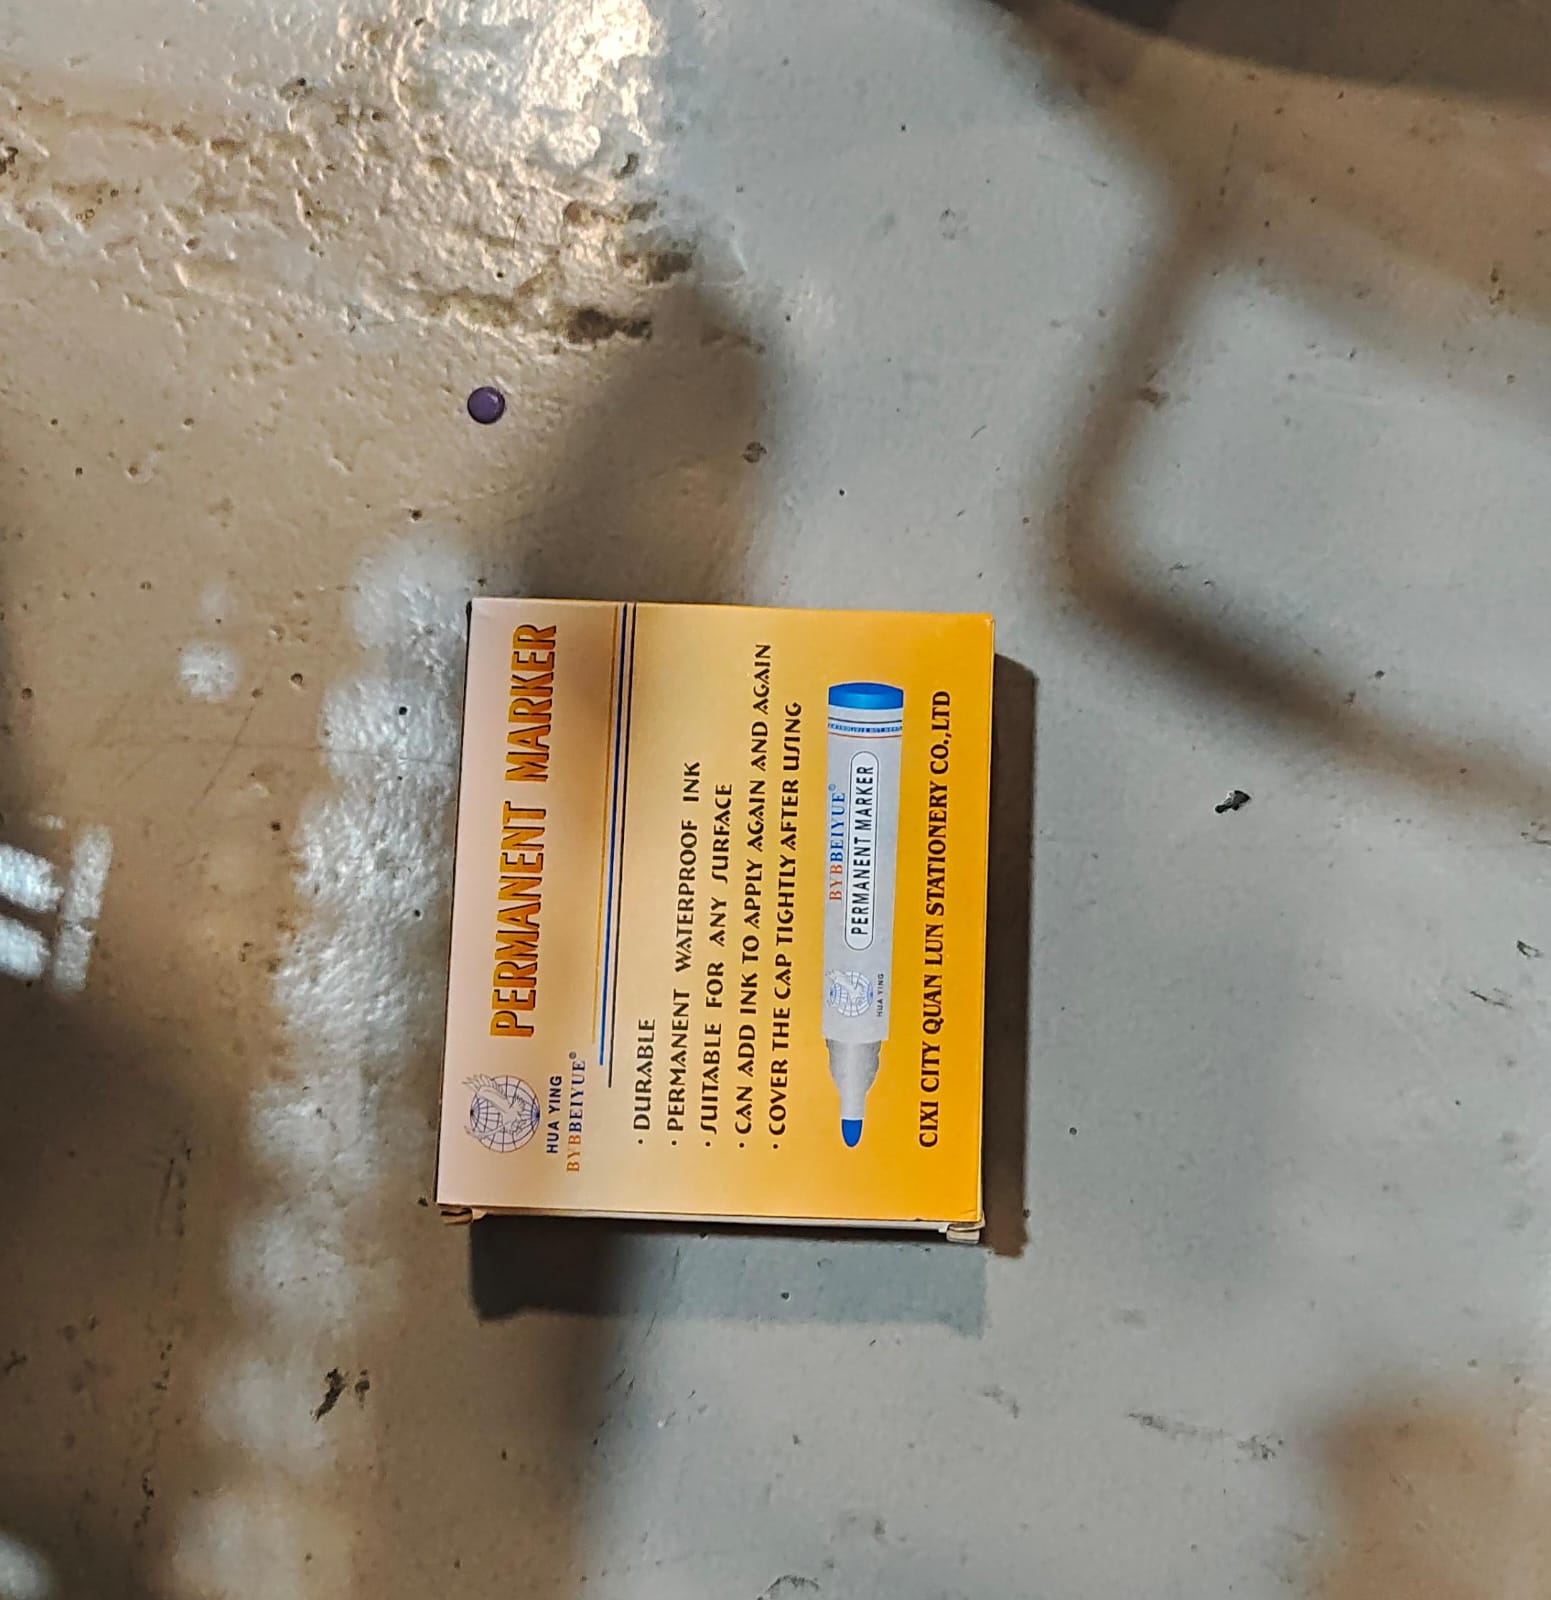 PERMANENT MARKER
HUA YING
BYBBEIYUE®
· DURABLE
· PERMANENT WATERPROOF INK
· SUITABLE FOR ANY SURFACE
· CAN ADD INK TO APPLY AGAIN AND AGAIN
· COVER THE CAP TIGHTLY AFTER USING
BYBBEIYUE®
PERMANENT MARKER
HUA YING
CIXI CITY QUAN LUN STATIONERY CO.,LTD